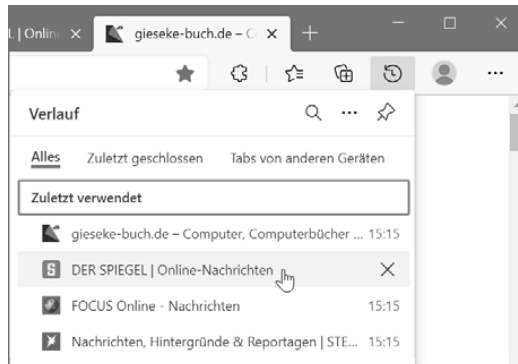 L | Onlin
gieseke-buch.de – C
Verlauf
Alles Zuletzt geschlossen Tabs von anderen Geräten
Zuletzt verwendet
gieseke-buch.de – Computer, Computerbücher ... 15:15
S DER SPIEGEL | Online-Nachrichten
FOCUS Online - Nachrichten 15:15
Nachrichten, Hintergründe & Reportagen | STE... 15:15